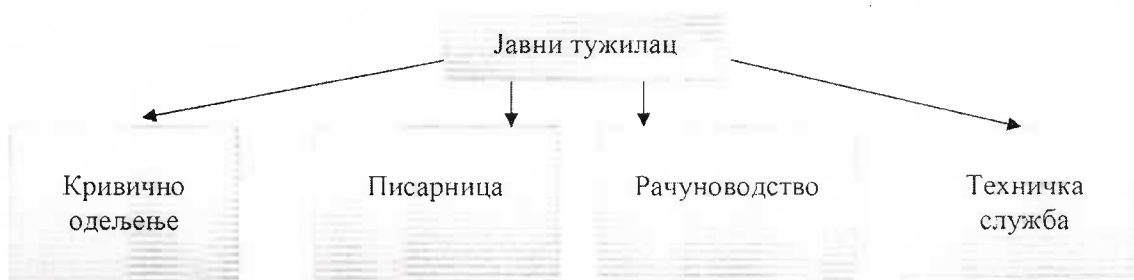 Јавни тужилац
Кривично
одељење
Писарница
Рачуноводство
Техничка
служба